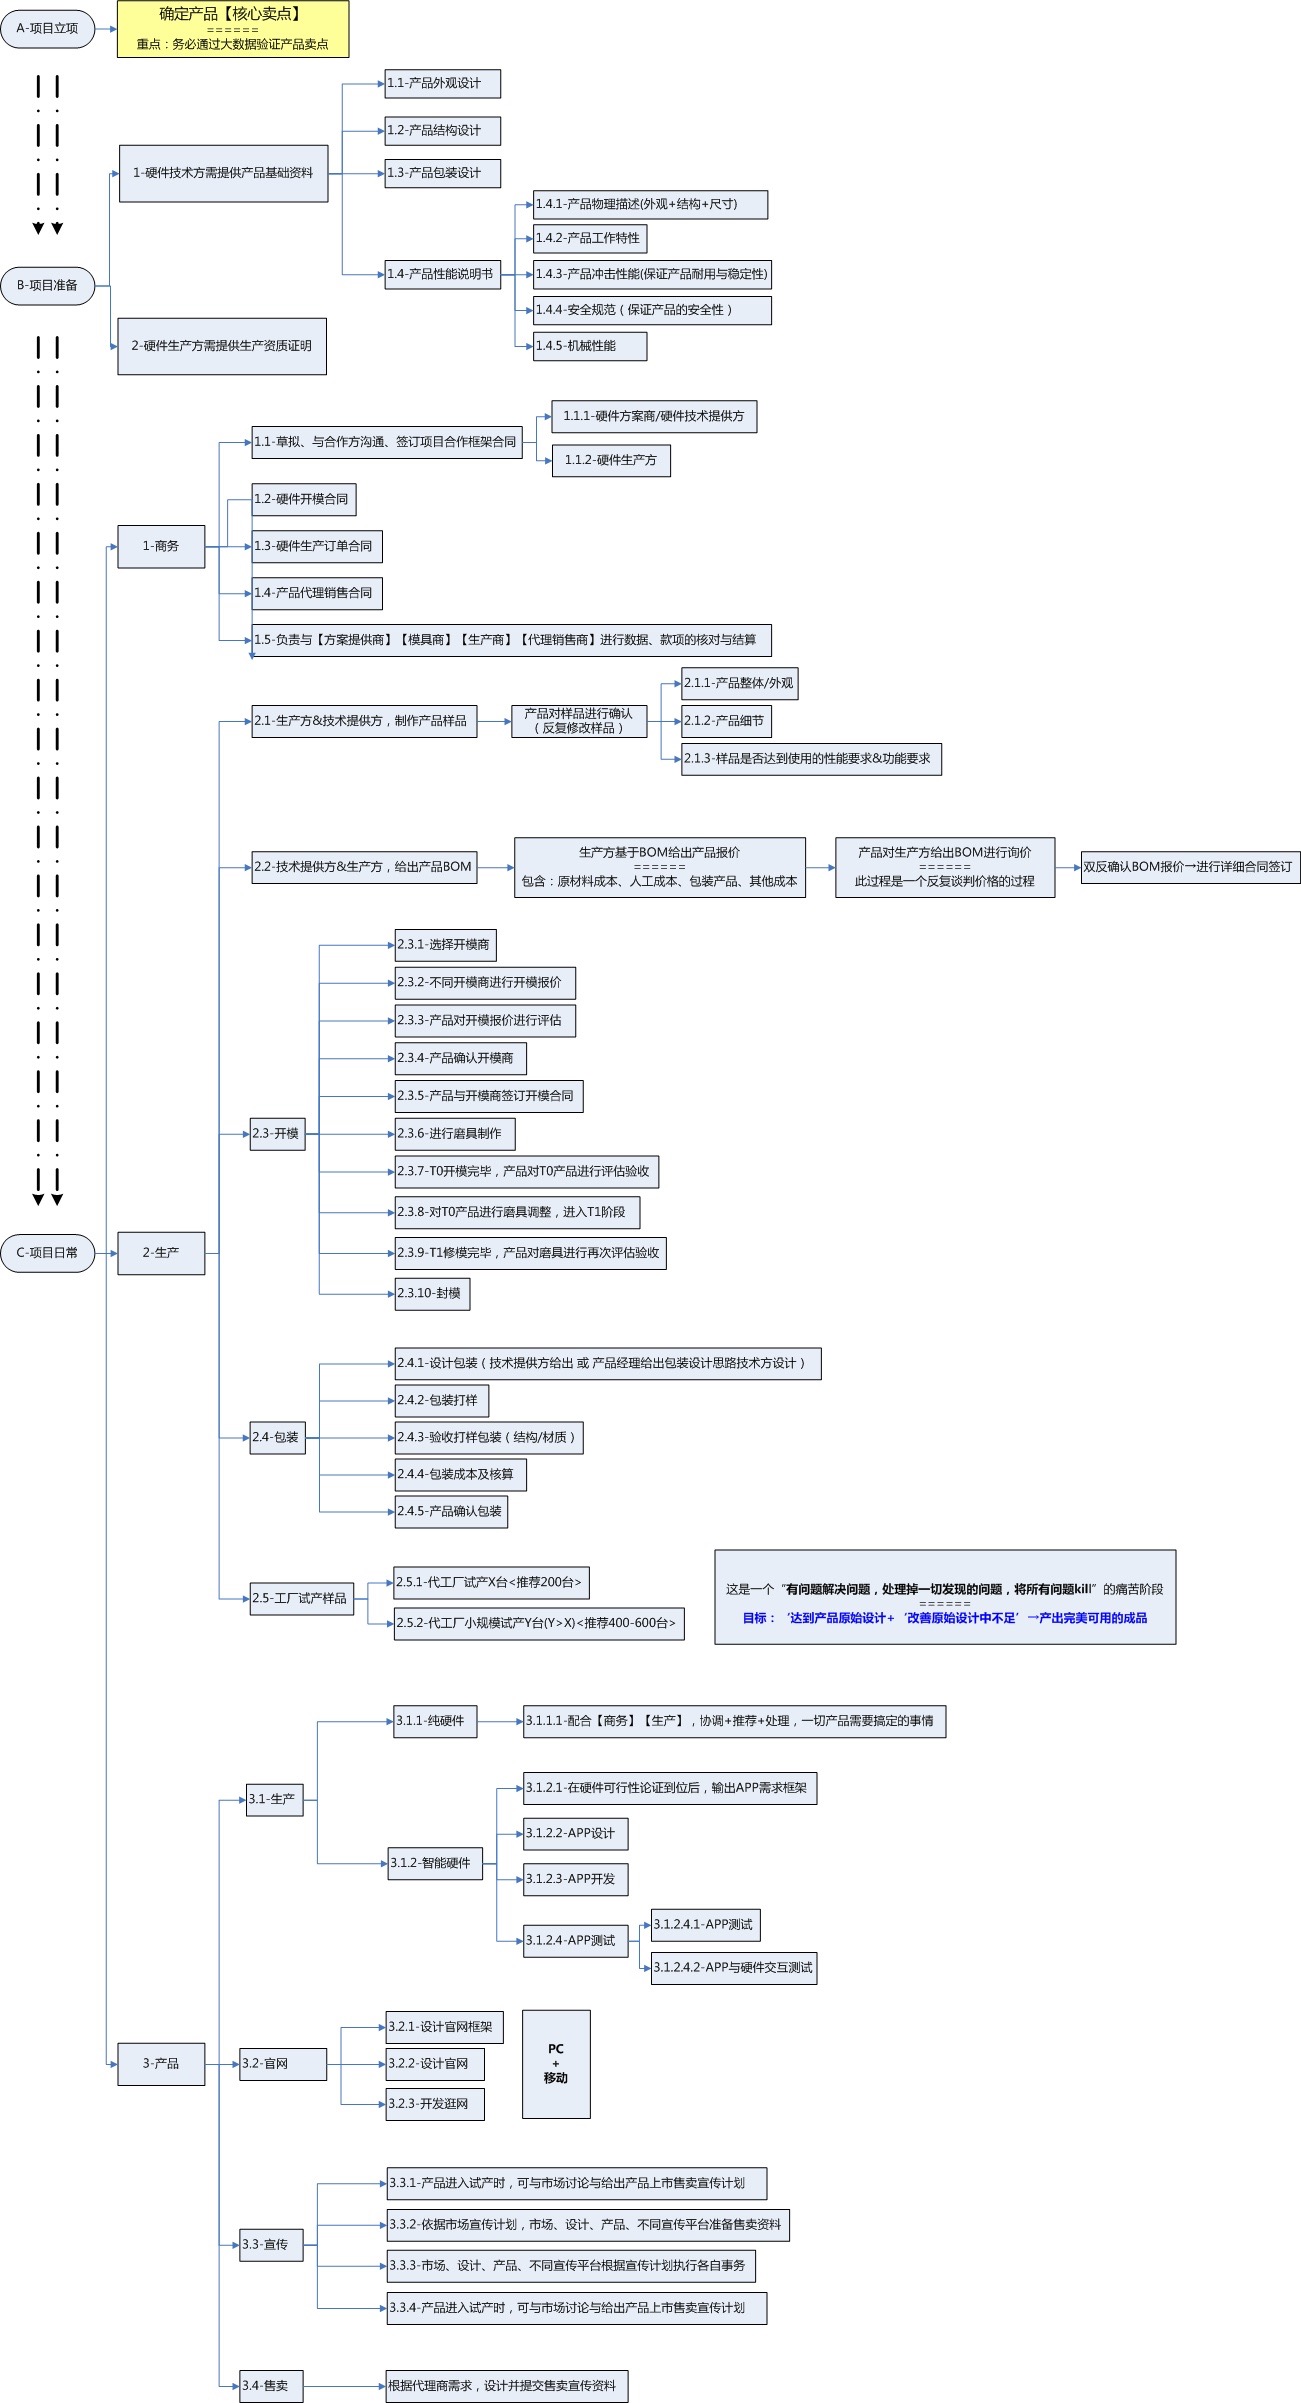 A-项目立项
确定产品【核心卖点】
======
重点：务必通过大数据验证产品卖点
1.1-产品外观设计
1.2-产品结构设计
1-硬件技术方需提供产品基础资料
1.3-产品包装设计
1.4.1-产品物理描述(外观+结构+尺寸)
1.4.2-产品工作特性
B-项目准备
1.4-产品性能说明书
1.4.3-产品冲击性能(保证产品耐用与稳定性)
1.4.4-安全规范（保证产品的安全性）
2-硬件生产方需提供生产资质证明
1.4.5-机械性能
1.1-草拟、与合作方沟通、签订项目合作框架合同
1.1.1-硬件方案商/硬件技术提供方
1.1.2-硬件生产方
1.2-硬件开模合同
1-商务
1.3-硬件生产订单合同
1.4-产品代理销售合同
1.5-负责与【方案提供商】【模具商】【生产商】【代理销售商】进行数据、款项的核对与结算
2.1-生产方&技术提供方，制作产品样品
产品对样品进行确认
（反复修改样品）
2.1.1-产品整体/外观
2.1.2-产品细节
2.1.3-样品是否达到使用的性能要求&功能要求
2.2-技术提供方&生产方，给出产品BOM
生产方基于BOM给出产品报价
======
包含：原材料成本、人工成本、包装产品、其他成本
产品对生产方给出BOM进行询价
======
此过程是一个反复谈判价格的过程
双反确认BOM报价→进行详细合同签订
2.3.1-选择开模商
2.3.2-不同开模商进行开模报价
2.3.3-产品对开模报价进行评估
2.3.4-产品确认开模商
2.3.5-产品与开模商签订开模合同
2.3-开模
2.3.6-进行磨具制作
2.3.7-T0开模完毕，产品对T0产品进行评估验收
2.3.8-对T0产品进行磨具调整，进入T1阶段
C-项目日常
2-生产
2.3.9-T1修模完毕，产品对磨具进行再次评估验收
2.3.10-封模
2.4.1-设计包装（技术提供方给出 或 产品经理给出包装设计思路技术方设计）
2.4.2-包装打样
2.4-包装
2.4.3-验收打样包装（结构/材质）
2.4.4-包装成本及核算
2.4.5-产品确认包装
2.5-工厂试产样品
2.5.1-代工厂试产X台<推荐200台>
2.5.2-代工厂小规模试产Y台(Y>X)<推荐400-600台>
这是一个“有问题解决问题，处理掉一切发现的问题，将所有问题kill”的痛苦阶段
======
目标：‘达到产品原始设计+‘改善原始设计中不足’→产出完美可用的成品
3.1.1-纯硬件
3.1.1.1-配合【商务】【生产】，协调+推荐+处理，一切产品需要搞定的事情
3.1-生产
3.1.2.1-在硬件可行性论证到位后，输出APP需求框架
3.1.2.2-APP设计
3.1.2-智能硬件
3.1.2.3-APP开发
3.1.2.4-APP测试
3.1.2.4.1-APP测试
3.1.2.4.2-APP与硬件交互测试
3.2.1-设计官网框架
3-产品
3.2-官网
3.2.2-设计官网
3.2.3-开发逛网
PC
+
移动
3.3.1-产品进入试产时，可与市场讨论与给出产品上市售卖宣传计划
3.3.2-依据市场宣传计划，市场、设计、产品、不同宣传平台准备售卖资料
3.3-宣传
3.3.3-市场、设计、产品、不同宣传平台根据宣传计划执行各自事务
3.3.4-产品进入试产时，可与市场讨论与给出产品上市售卖宣传计划
3.4-售卖
根据代理商需求，设计并提交售卖宣传资料